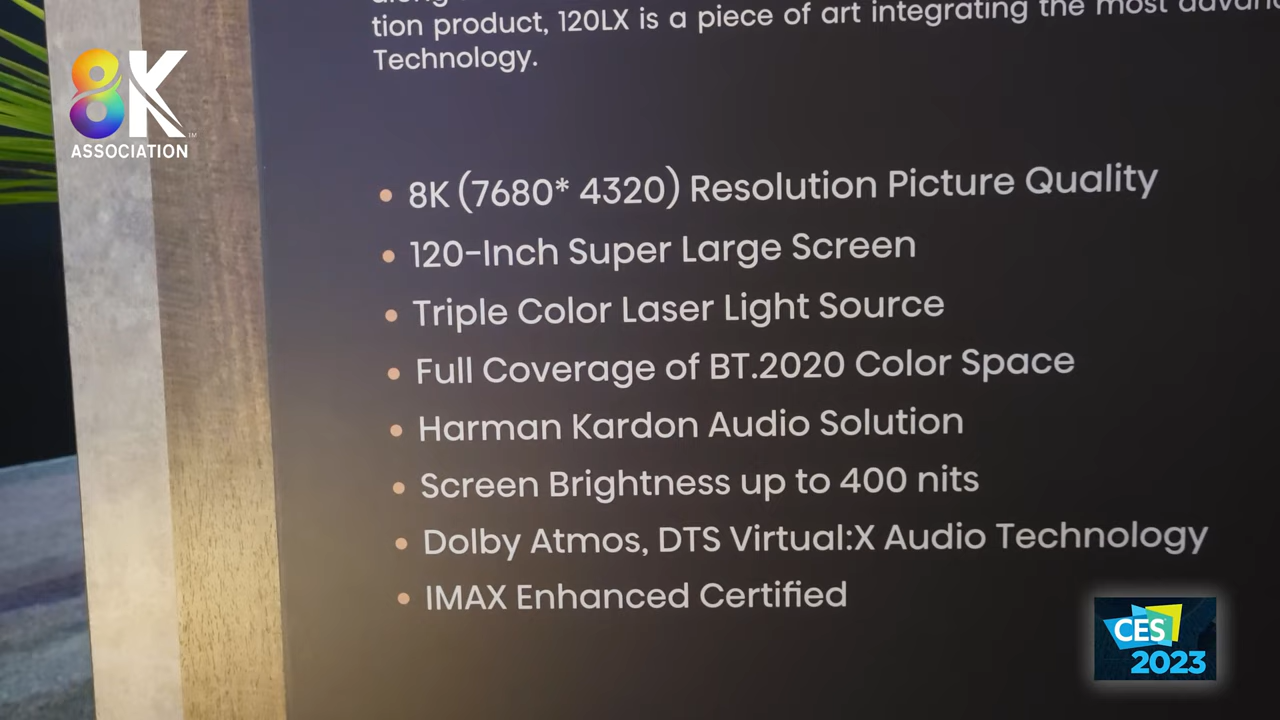 tion product, 120LX is a piece of art integrating the most
Technology.
8K ASSOCIATION
• 8K (7680* 4320) Resolution Picture Quality
• 120-Inch Super Large Screen
• Triple Color Laser Light Source
• Full Coverage of BT.2020 Color Space
• Harman Kardon Audio Solution
• Screen Brightness up to 400 nits
• Dolby Atmos, DTS Virtual:X Audio Technology
• IMAX Enhanced Certified
CES
2023